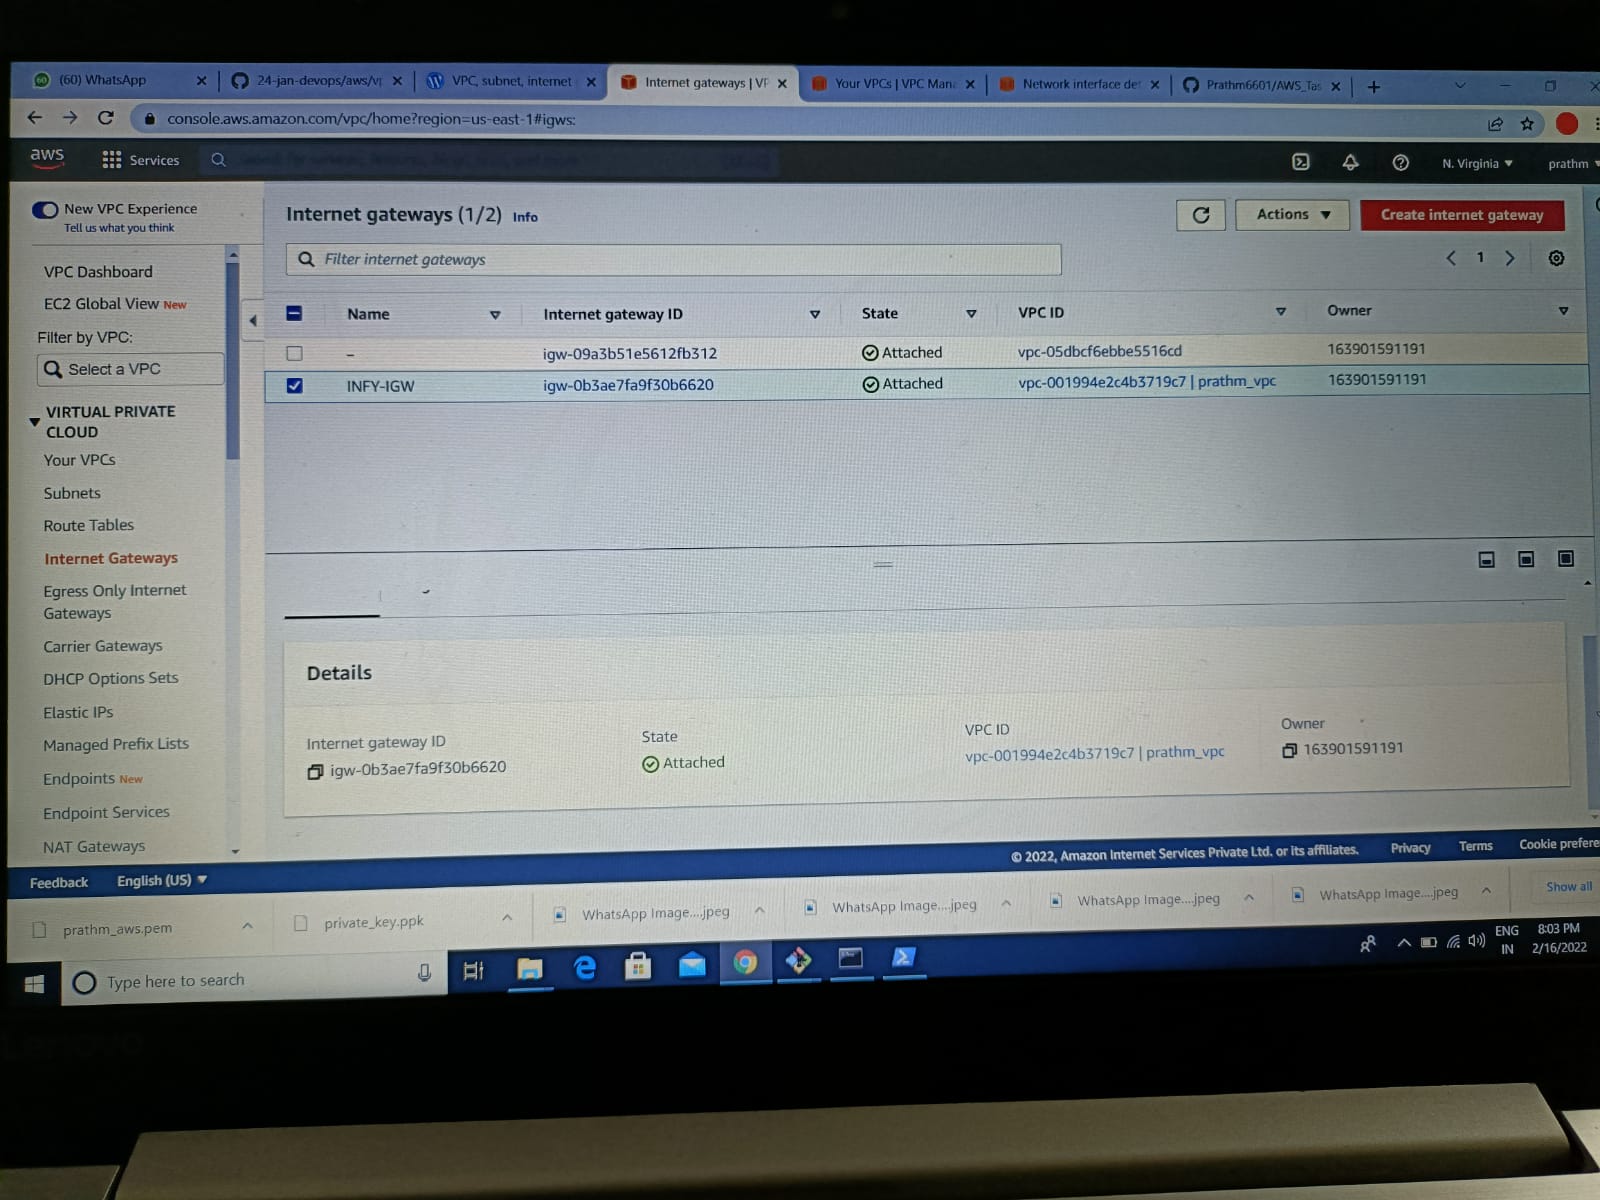 (60) WhatsApp
24-jan-devops/aws/v
VPC, subnet, internet
Internet gateways | VP
Your VPCs | VPC Man
Network interface de
Prathm6601/AWS_Tas
console.aws.amazon.com/vpc/home?region=us-east-1#igws:
aws
Services
N. Virginia
prathm
New VPC Experience
Tell us what you think
VPC Dashboard
EC2 Global View New
Filter by VPC:
Select a VPC
VIRTUAL PRIVATE
CLOUD
Your VPCs
Subnets
Route Tables
Internet Gateways
Egress Only Internet
Gateways
Carrier Gateways
DHCP Options Sets
Elastic IPs
Managed Prefix Lists
Endpoints New
Endpoint Services
NAT Gateways
Internet gateways (1/2) Info
Actions
Create internet gateway
Filter internet gateways
1
Name Internet gateway ID State VPC ID Owner
– igw-09a3b51e5612fb312 Attached vpc-05dbcf6ebbe5516cd 163901591191
INFY-IGW igw-0b3ae7fa9f30b6620 Attached vpc-001994e2c4b3719c7 | prathm_vpc 163901591191
Details
Internet gateway ID
igw-0b3ae7fa9f30b6620
State
Attached
VPC ID
vpc-001994e2c4b3719c7 | prathm_vpc
Owner
163901591191
© 2022, Amazon Internet Services Private Ltd. or its affiliates. Privacy Terms Cookie prefere
Feedback English (US)
prathm_aws.pem
private_key.ppk
WhatsApp Image....jpeg
WhatsApp Image....jpeg
WhatsApp Image....jpeg
WhatsApp Image....jpeg
Show all
Type here to search
ENG
IN
8:03 PM
2/16/2022
Lenovo